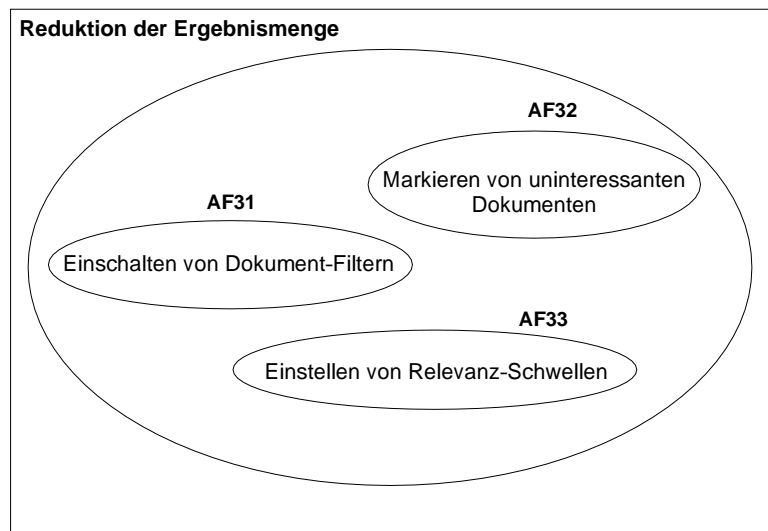 Reduktion der Ergebnismenge
AF32
Markieren von uninteressanten
Dokumenten
AF31
Einschalten von Dokument-Filtern
AF33
Einstellen von Relevanz-Schwellen